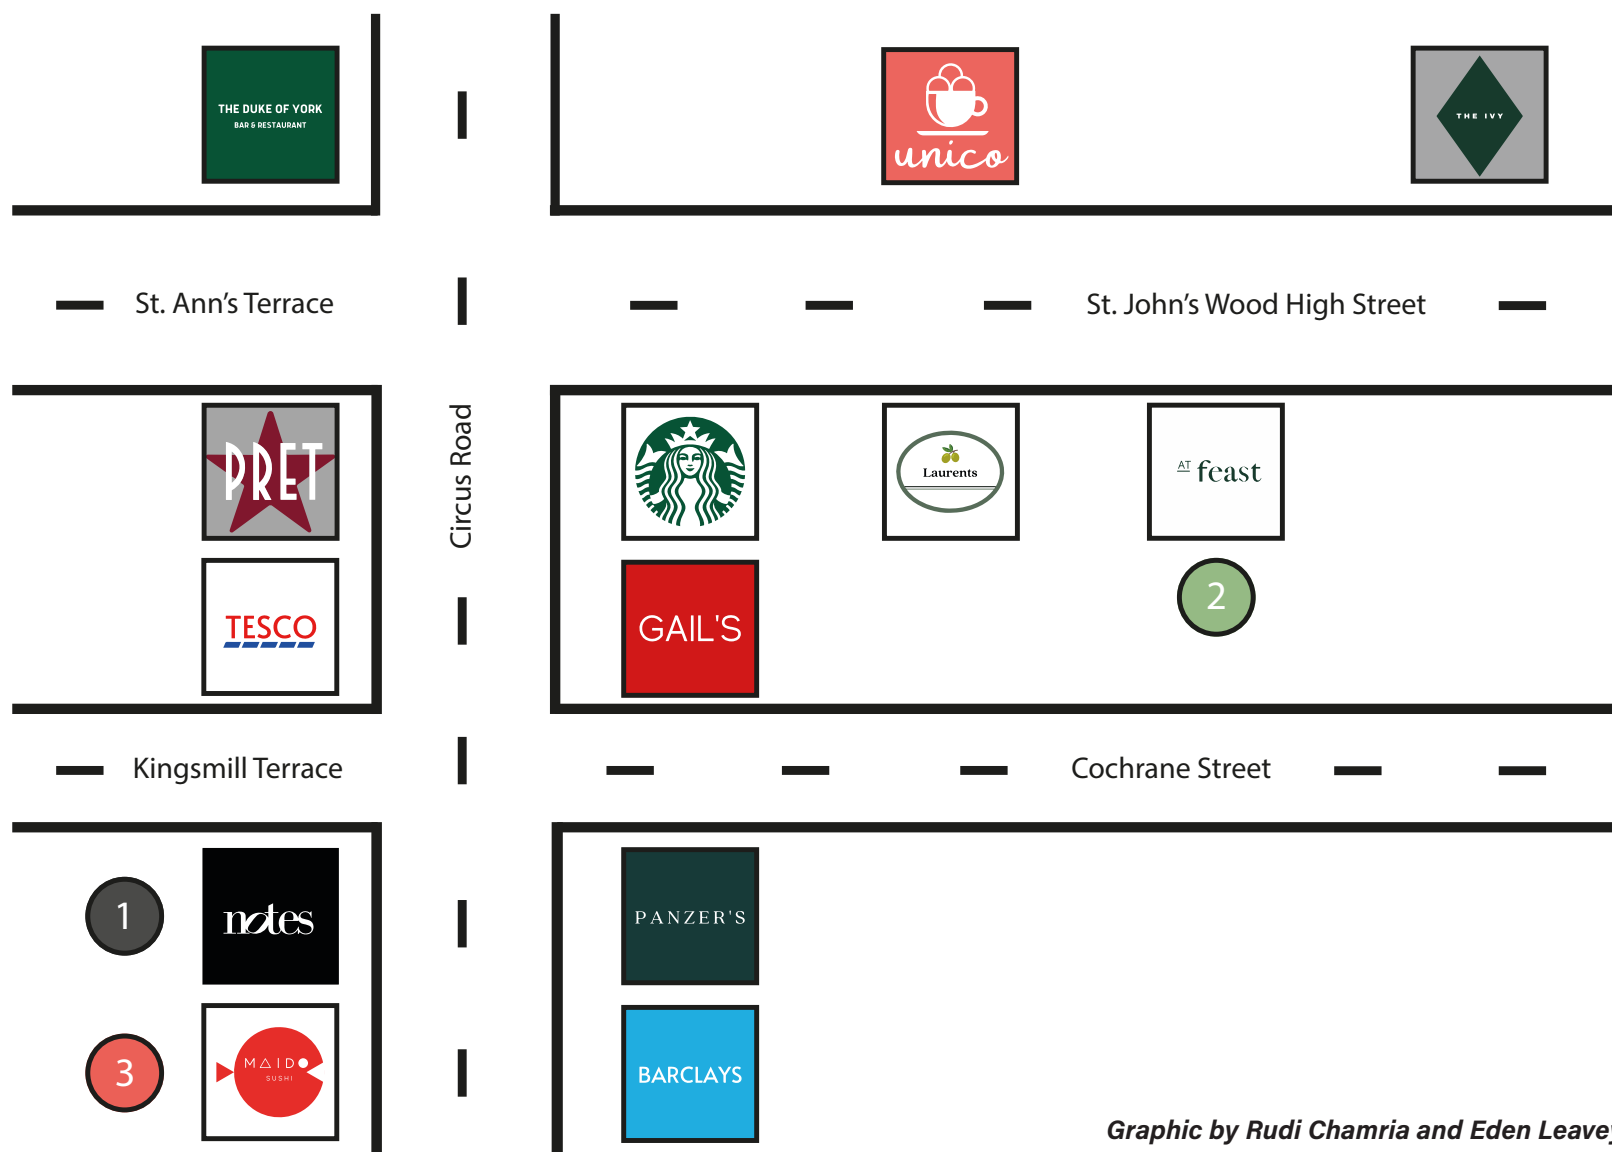 THE DUKE OF YORK
BAR & RESTAURANT
unico
THE IVY
St. Ann's Terrace
St. John's Wood High Street
Circus Road
PRET
Laurents
AT feast
TESCO
GAIL'S
2
Kingsmill Terrace
Cochrane Street
1
notes
PANZER'S
3
MAIDO
SUSHI
BARCLAYS
Graphic by Rudi Chamria and Eden Leavey